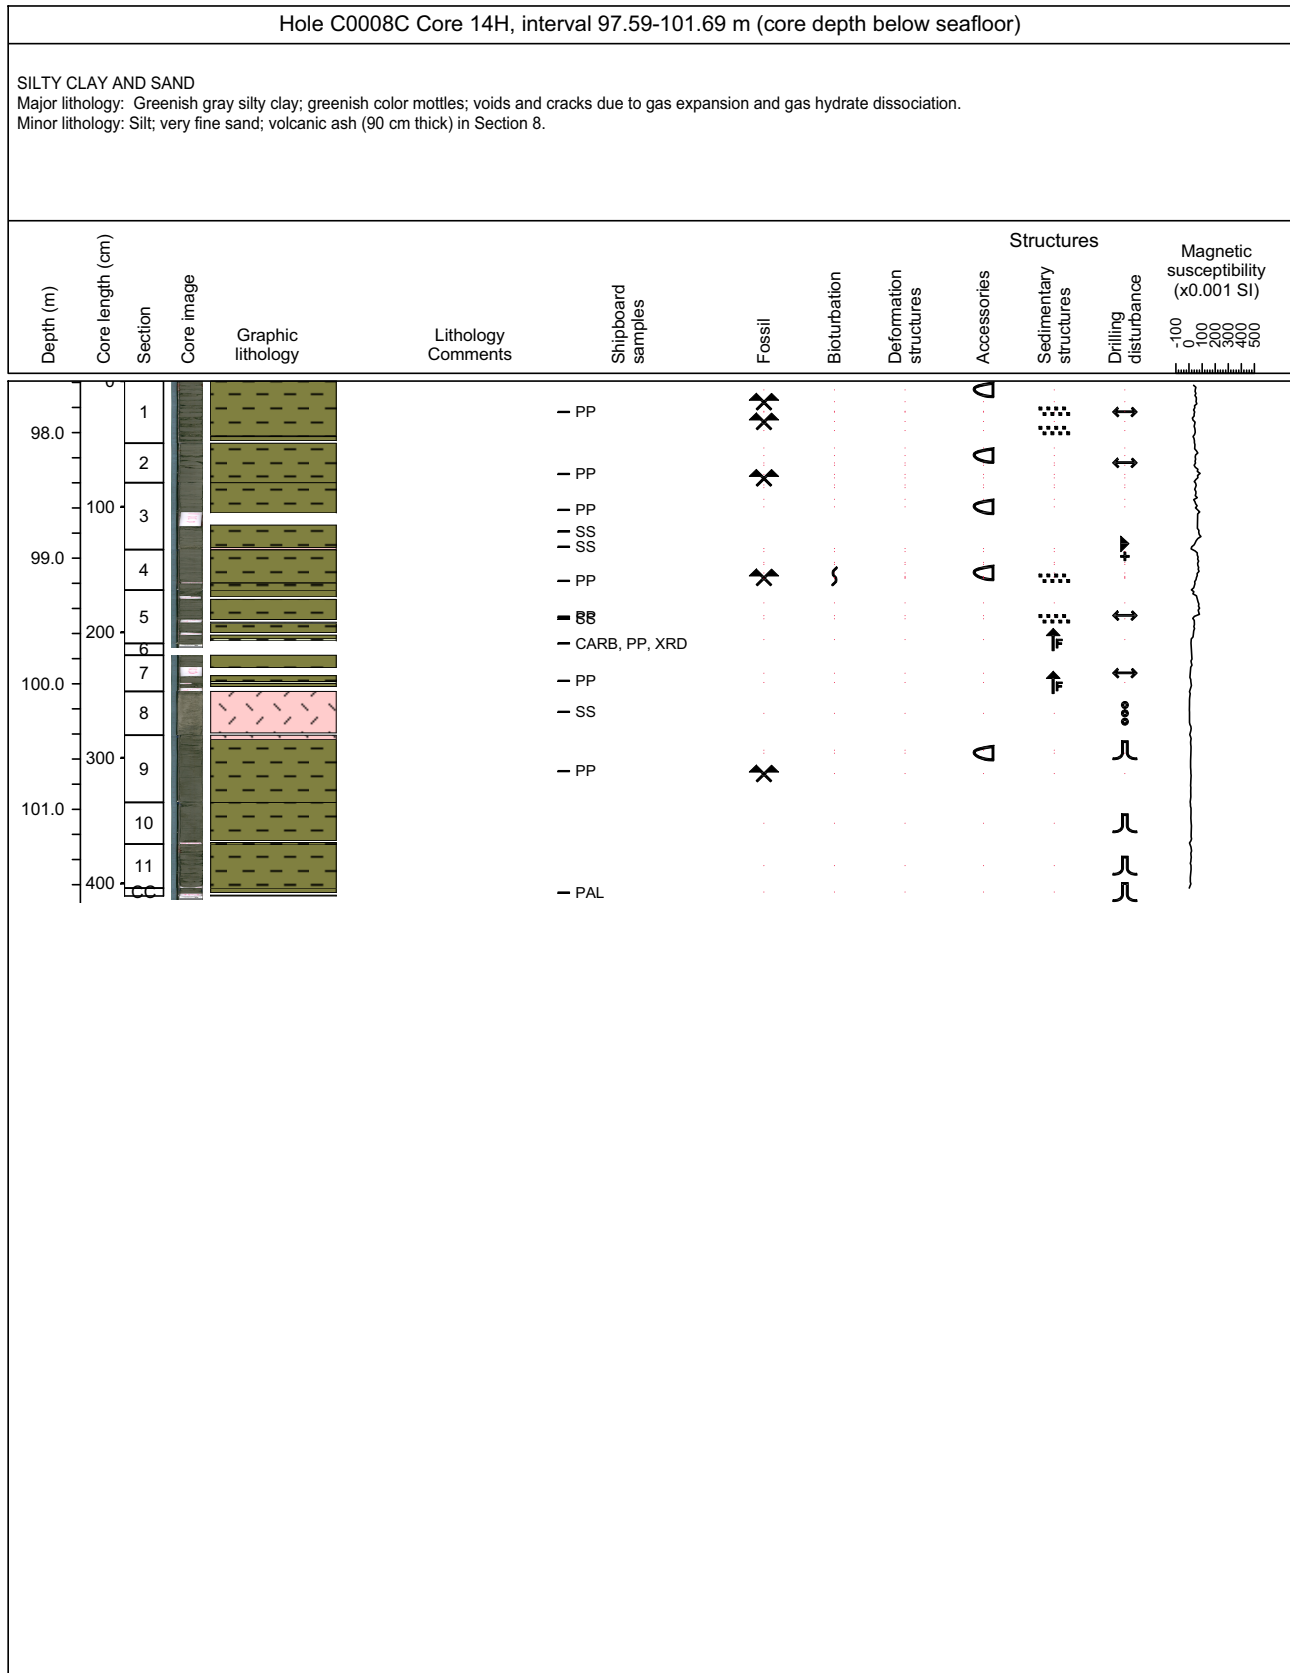 Hole C0008C Core 14H, interval 97.59-101.69 m (core depth below seafloor)
SILTY CLAY AND SAND
Major lithology: Greenish gray silty clay; greenish color mottles; voids and cracks due to gas expansion and gas hydrate dissociation.
Minor lithology: Silt; very fine sand; volcanic ash (90 cm thick) in Section 8.
Depth (m)
Core length (cm)
Section
Core image
Graphic
lithology
Lithology
Comments
Shipboard
samples
Fossil
Bioturbation
Deformation
structures
Accessories
Structures
Sedimentary
structures
Drilling
disturbance
Magnetic
susceptibility
(x0.001 SI)
-100
0
100
200
300
400
500
0
1
PP
98.0
2
PP
100
3
PP
SS
SS
99.0
4
PP
5
PP
SS
200
6
CARB, PP, XRD
7
100.0
PP
8
SS
300
9
PP
101.0
10
11
400
CC
PAL